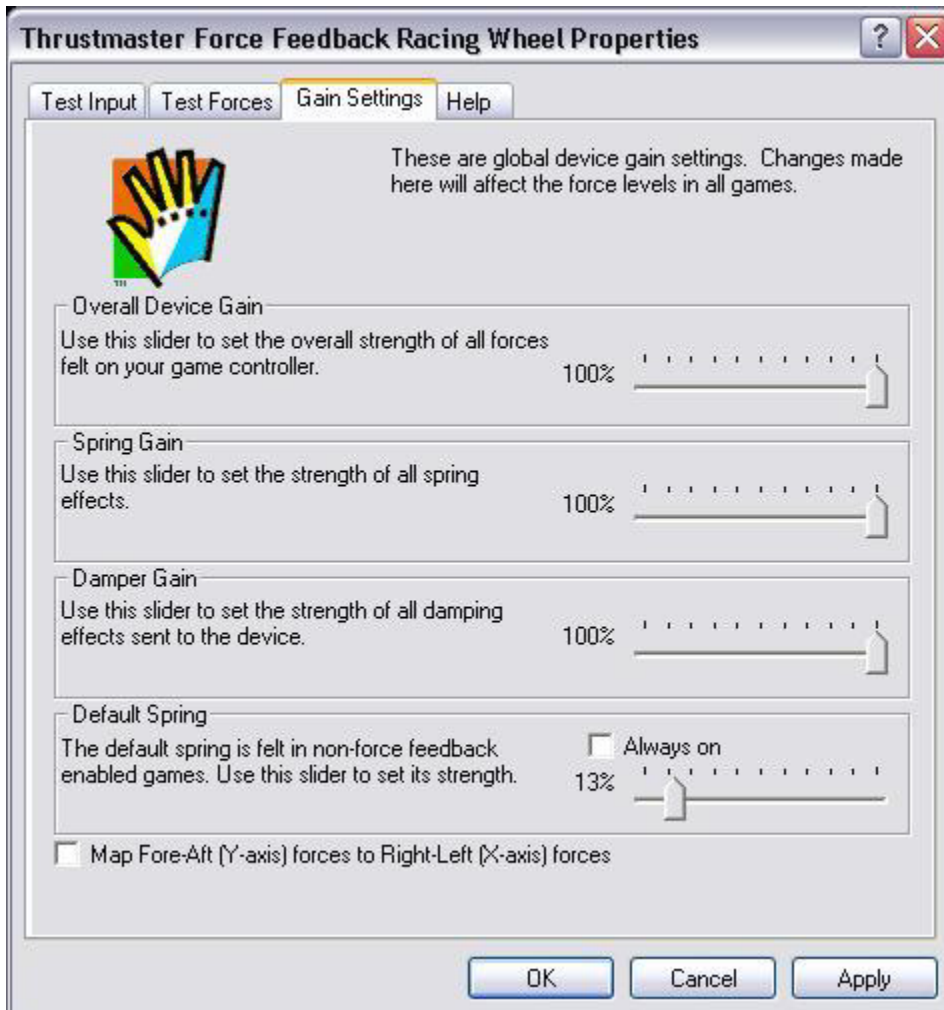 Thrustmaster Force Feedback Racing Wheel Properties
?
Test Input
Test Forces
Gain Settings
Help
These are global device gain settings. Changes made
here will affect the force levels in all games.
TM
Overall Device Gain
Use this slider to set the overall strength of all forces
felt on your game controller.
100%
Spring Gain
Use this slider to set the strength of all spring
effects.
100%
Damper Gain
Use this slider to set the strength of all damping
effects sent to the device.
100%
Default Spring
The default spring is felt in non-force feedback
enabled games. Use this slider to set its strength.
Always on
13%
Map Fore-Aft (Y-axis) forces to Right-Left (X-axis) forces
OK
Cancel
Apply